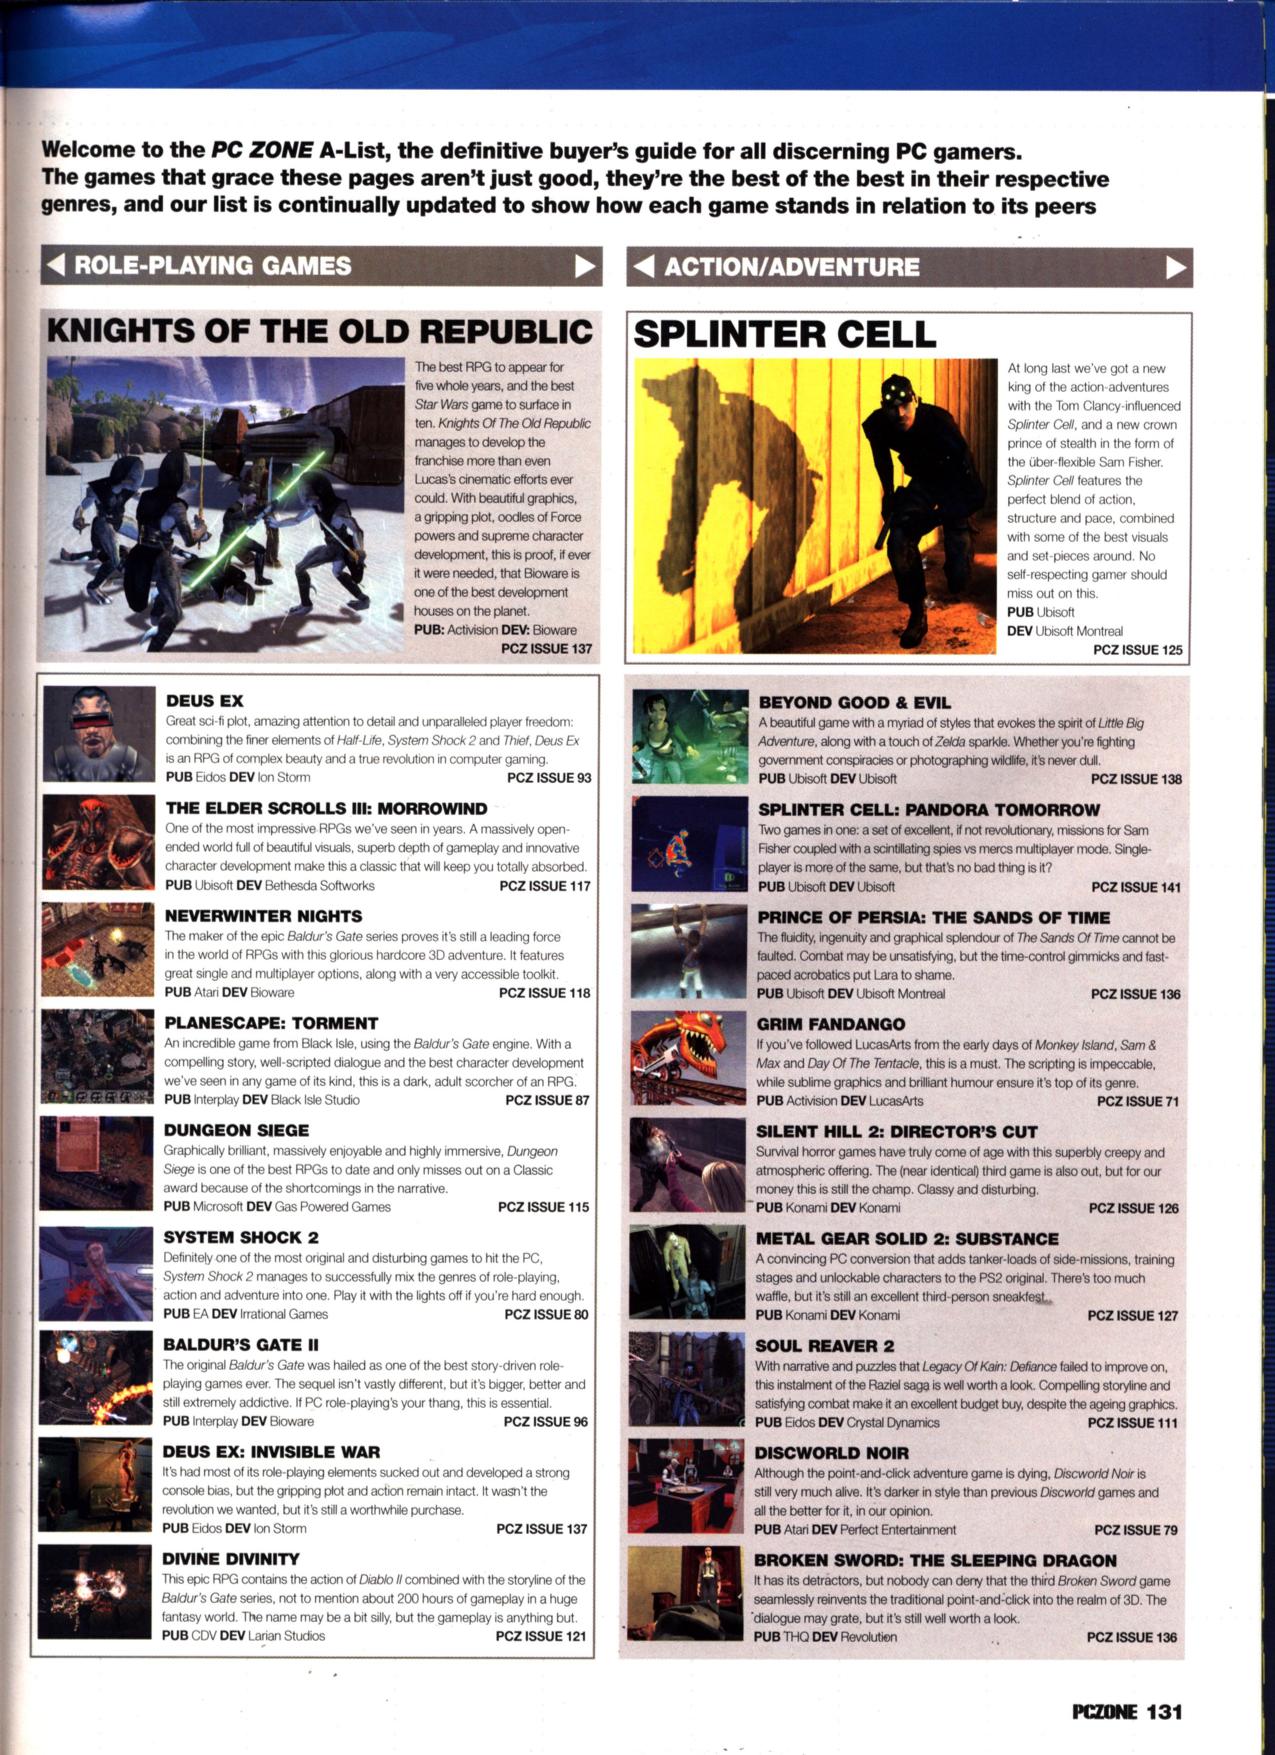 Welcome to the PC ZONE A-List, the definitive buyer's guide for all discerning PC gamers.
The games that grace these pages aren't just good, they're the best of the best in their respective
genres, and our list is continually updated to show how each game stands in relation to its peers
ROLE-PLAYING GAMES
KNIGHTS OF THE OLD REPUBLIC
The best RPG to appear for
five whole years, and the best
Star Wars game to surface in
ten. Knights Of The Old Republic
manages to develop the
franchise more than even
Lucas's cinematic efforts ever
could. With beautiful graphics,
a gripping plot, oodles of Force
powers and supreme character
development, this is proof, if ever
it were needed, that Bioware is
one of the best development
houses on the planet.
PUB: Activision DEV: Bioware
PCZ ISSUE 137
DEUS EX
Great sci-fi plot, amazing attention to detail and unparalleled player freedom:
combining the finer elements of Half-Life, System Shock 2 and Thief, Deus Ex
is an RPG of complex beauty and a true revolution in computer gaming.
PUB Eidos DEV Ion Storm PCZ ISSUE 93
THE ELDER SCROLLS III: MORROWIND
One of the most impressive RPGs we've seen in years. A massively open-
ended world full of beautiful visuals, superb depth of gameplay and innovative
character development make this a classic that will keep you totally absorbed.
PUB Ubisoft DEV Bethesda Softworks PCZ ISSUE 117
NEVERWINTER NIGHTS
The maker of the epic Baldur's Gate series proves it's still a leading force
in the world of RPGs with this glorious hardcore 3D adventure. It features
great single and multiplayer options, along with a very accessible toolkit.
PUB Atari DEV Bioware PCZ ISSUE 118
PLANESCAPE: TORMENT
An incredible game from Black Isle, using the Baldur's Gate engine. With a
compelling story, well-scripted dialogue and the best character development
we've seen in any game of its kind, this is a dark, adult scorcher of an RPG.
PUB Interplay DEV Black Isle Studio PCZ ISSUE 87
DUNGEON SIEGE
Graphically brilliant, massively enjoyable and highly immersive, Dungeon
Siege is one of the best RPGs to date and only misses out on a Classic
award because of the shortcomings in the narrative.
PUB Microsoft DEV Gas Powered Games PCZ ISSUE 115
SYSTEM SHOCK 2
Definitely one of the most original and disturbing games to hit the PC,
System Shock 2 manages to successfully mix the genres of role-playing,
action and adventure into one. Play it with the lights off if you're hard enough.
PUB EA DEV Irrational Games PCZ ISSUE 80
BALDUR'S GATE II
The original Baldur's Gate was hailed as one of the best story-driven role-
playing games ever. The sequel isn't vastly different, but it's bigger, better and
still extremely addictive. If PC role-playing's your thang, this is essential.
PUB Interplay DEV Bioware PCZ ISSUE 96
DEUS EX: INVISIBLE WAR
It's had most of its role-playing elements sucked out and developed a strong
console bias, but the gripping plot and action remain intact. It wasn't the
revolution we wanted, but it's still a worthwhile purchase.
PUB Eidos DEV Ion Storm PCZ ISSUE 137
DIVINE DIVINITY
This epic RPG contains the action of Diablo II combined with the storyline of the
Baldur's Gate series, not to mention about 200 hours of gameplay in a huge
fantasy world. The name may be a bit silly, but the gameplay is anything but.
PUB CDV DEV Larian Studios PCZ ISSUE 121
ACTION/ADVENTURE
SPLINTER CELL
At long last we've got a new
king of the action-adventures
with the Tom Clancy-influenced
Splinter Cell, and a new crown
prince of stealth in the form of
the über-flexible Sam Fisher.
Splinter Cell features the
perfect blend of action,
structure and pace, combined
with some of the best visuals
and set-pieces around. No
self-respecting gamer should
miss out on this.
PUB Ubisoft
DEV Ubisoft Montreal
PCZ ISSUE 125
BEYOND GOOD & EVIL
A beautiful game with a myriad of styles that evokes the spirit of Little Big
Adventure, along with a touch of Zelda sparkle. Whether you're fighting
government conspiracies or photographing wildlife, it's never dull.
PUB Ubisoft DEV Ubisoft PCZ ISSUE 138
SPLINTER CELL: PANDORA TOMORROW
Two games in one: a set of excellent, if not revolutionary, missions for Sam
Fisher coupled with a scintillating spies vs mercs multiplayer mode. Single-
player is more of the same, but that's no bad thing is it?
PUB Ubisoft DEV Ubisoft PCZ ISSUE 141
PRINCE OF PERSIA: THE SANDS OF TIME
The fluidity, ingenuity and graphical splendour of The Sands Of Time cannot be
faulted. Combat may be unsatisfying, but the time-control gimmicks and fast-
paced acrobatics put Lara to shame.
PUB Ubisoft DEV Ubisoft Montreal PCZ ISSUE 136
GRIM FANDANGO
If you've followed LucasArts from the early days of Monkey Island, Sam &
Max and Day Of The Tentacle, this is a must. The scripting is impeccable,
while sublime graphics and brilliant humour ensure it's top of its genre.
PUB Activision DEV LucasArts PCZ ISSUE 71
SILENT HILL 2: DIRECTOR'S CUT
Survival horror games have truly come of age with this superbly creepy and
atmospheric offering. The (near identical) third game is also out, but for our
money this is still the champ. Classy and disturbing.
PUB Konami DEV Konami PCZ ISSUE 126
METAL GEAR SOLID 2: SUBSTANCE
A convincing PC conversion that adds tanker-loads of side-missions, training
stages and unlockable characters to the PS2 original. There's too much
waffle, but it's still an excellent third-person sneakfest.
PUB Konami DEV Konami PCZ ISSUE 127
SOUL REAVER 2
With narrative and puzzles that Legacy Of Kain: Defiance failed to improve on,
this instalment of the Raziel saga is well worth a look. Compelling storyline and
satisfying combat make it an excellent budget buy, despite the ageing graphics.
PUB Eidos DEV Crystal Dynamics PCZ ISSUE 111
DISCWORLD NOIR
Although the point-and-click adventure game is dying, Discworld Noir is
still very much alive. It's darker in style than previous Discworld games and
all the better for it, in our opinion.
PUB Atari DEV Perfect Entertainment PCZ ISSUE 79
BROKEN SWORD: THE SLEEPING DRAGON
It has its detractors, but nobody can deny that the third Broken Sword game
seamlessly reinvents the traditional point-and-click into the realm of 3D. The
dialogue may grate, but it's still well worth a look.
PUB THQ DEV Revolution PCZ ISSUE 136
PCZONE 131